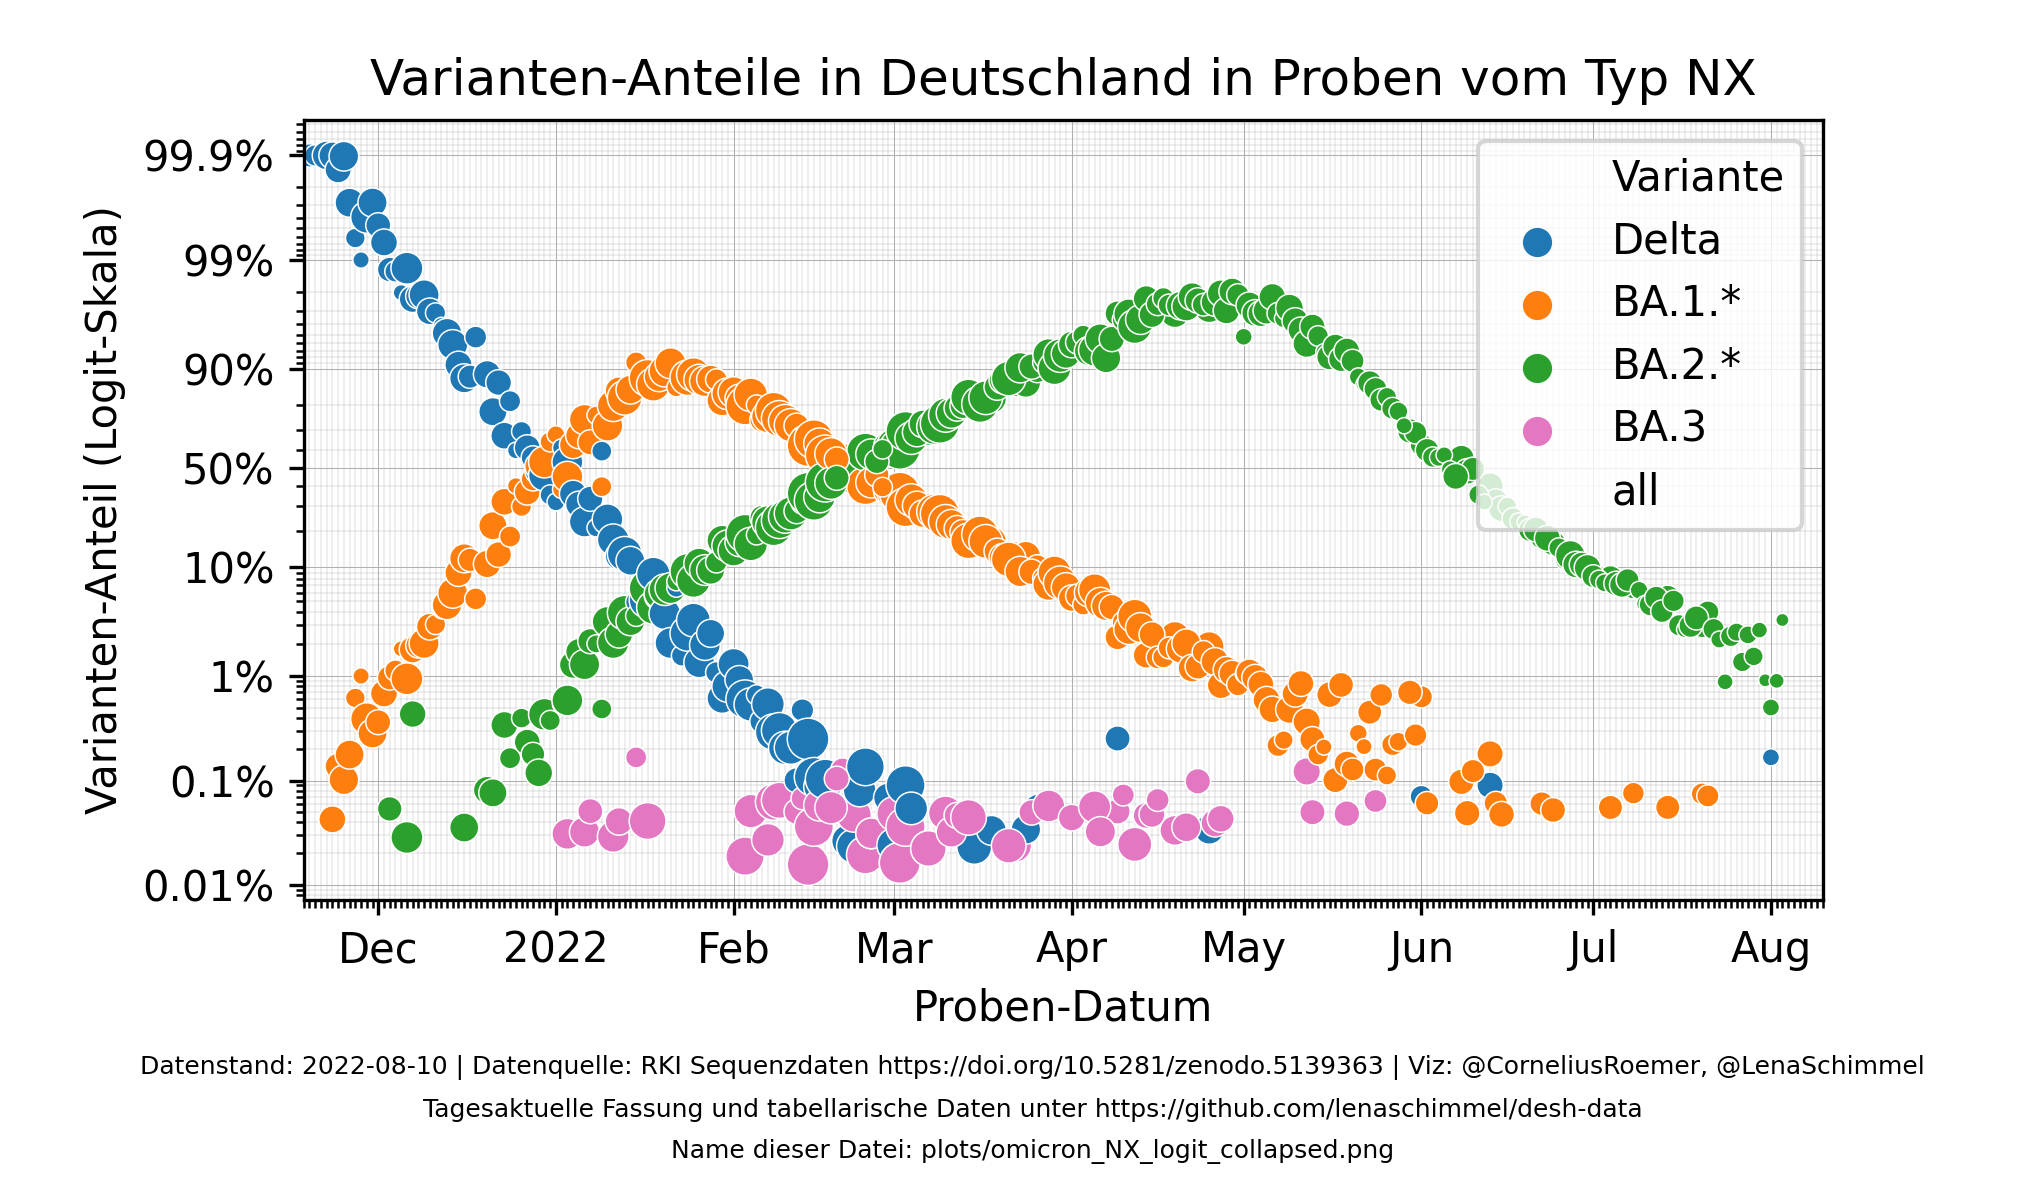 Varianten-Anteile in Deutschland in Proben vom Typ NX
Varianten-Anteil (Logit-Skala)
99.9%
99%
90%
50%
10%
1%
0.1%
0.01%
Variante
Delta
BA.1.*
BA.2.*
BA.3
all
Dec 2022 Feb Mar Apr May Jun Jul Aug
Proben-Datum
Datenstand: 2022-08-10 | Datenquelle: RKI Sequenzdaten https://doi.org/10.5281/zenodo.5139363 | Viz: @CorneliusRoemer, @LenaSchimmel
Tagesaktuelle Fassung und tabellarische Daten unter https://github.com/lenaschimmel/desh-data
Name dieser Datei: plots/omicron_NX_logit_collapsed.png